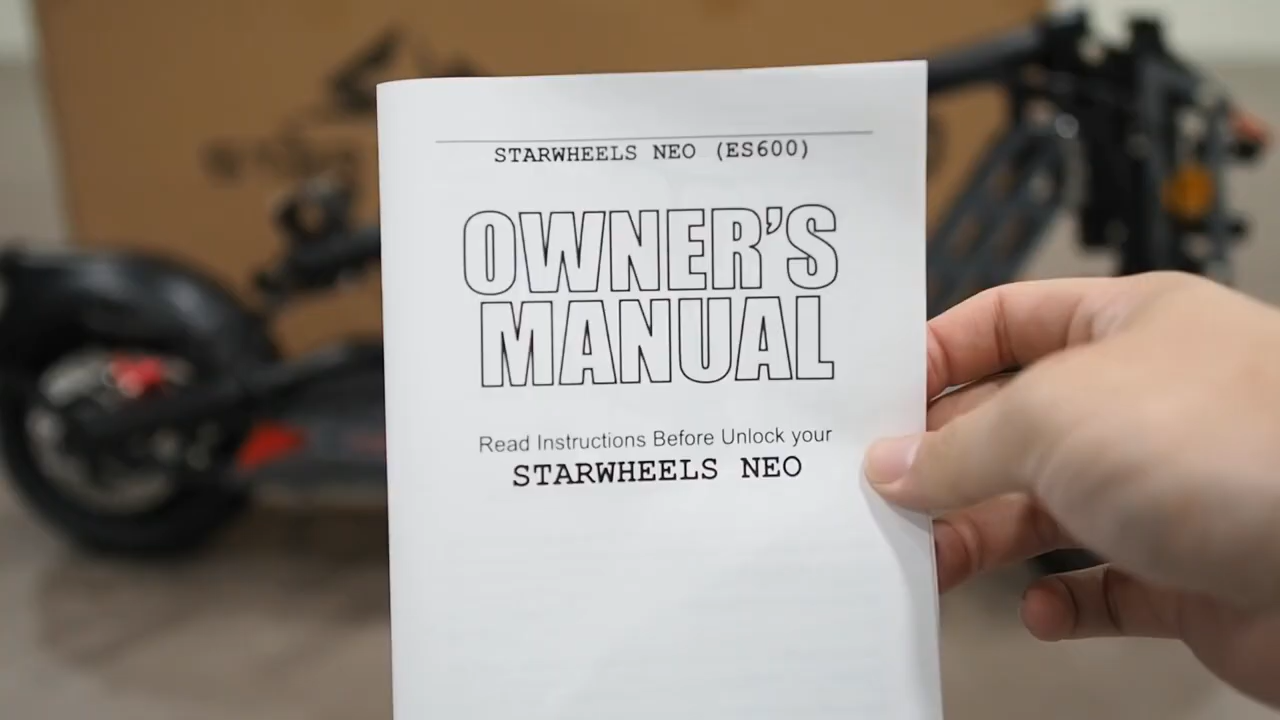 STARWHEELS NEO (ES600)
OWNER'S
MANUAL
Read Instructions Before Unlock your
STARWHEELS NEO